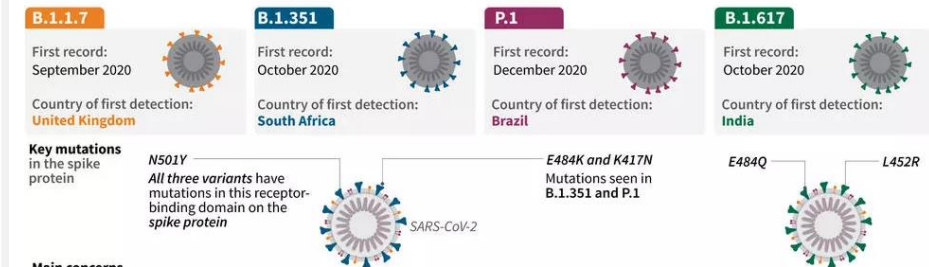 B.1.1.7
First record:
September 2020
Country of first detection:
United Kingdom
B.1.351
First record:
October 2020
Country of first detection:
South Africa
P.1
First record:
December 2020
Country of first detection:
Brazil
B.1.617
First record:
October 2020
Country of first detection:
India
Key mutations
in the spike
protein
N501Y
All three variants have
mutations in this receptor-
binding domain on the
spike protein
SARS-CoV-2
E484K and K417N
Mutations seen in
B.1.351 and P.1
E484Q
L452R
Main concerns